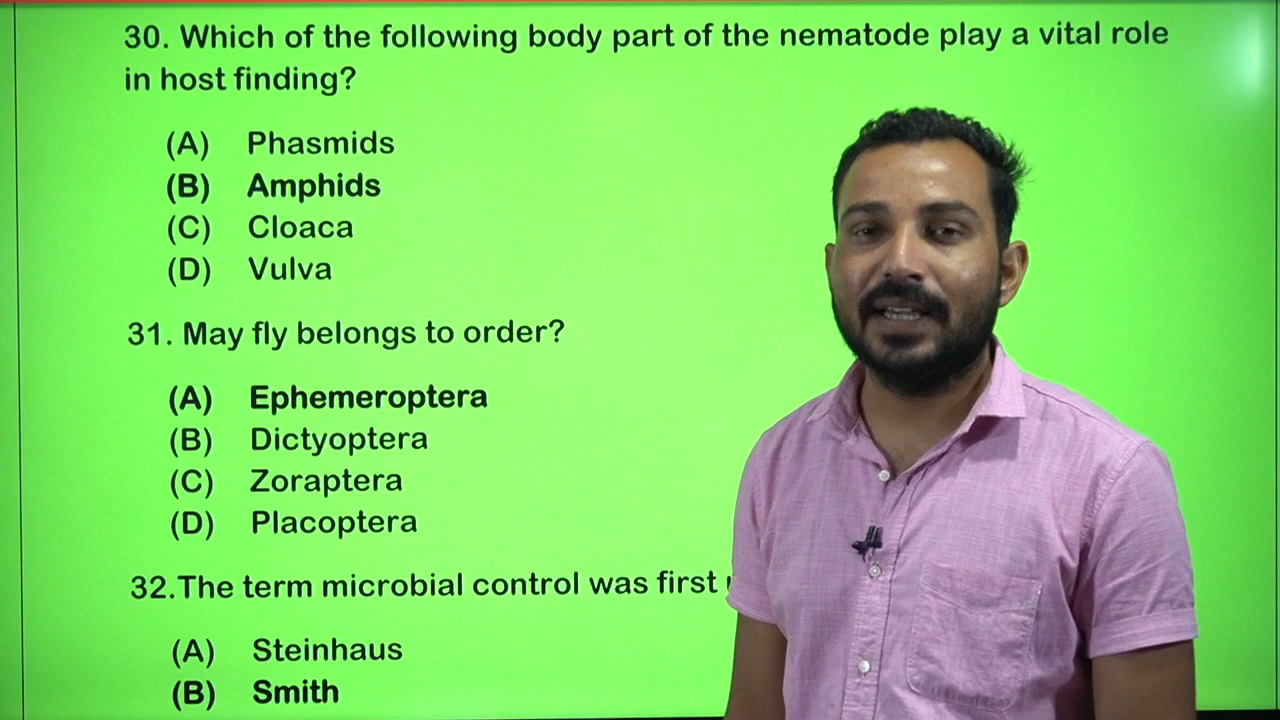 30. Which of the following body part of the nematode play a vital role
in host finding?
(A) Phasmids
(B) Amphids
(C) Cloaca
(D) Vulva
31. May fly belongs to order?
(A) Ephemeroptera
(B) Dictyoptera
(C) Zoraptera
(D) Placoptera
32.The term microbial control was first
(A) Steinhaus
(B) Smith